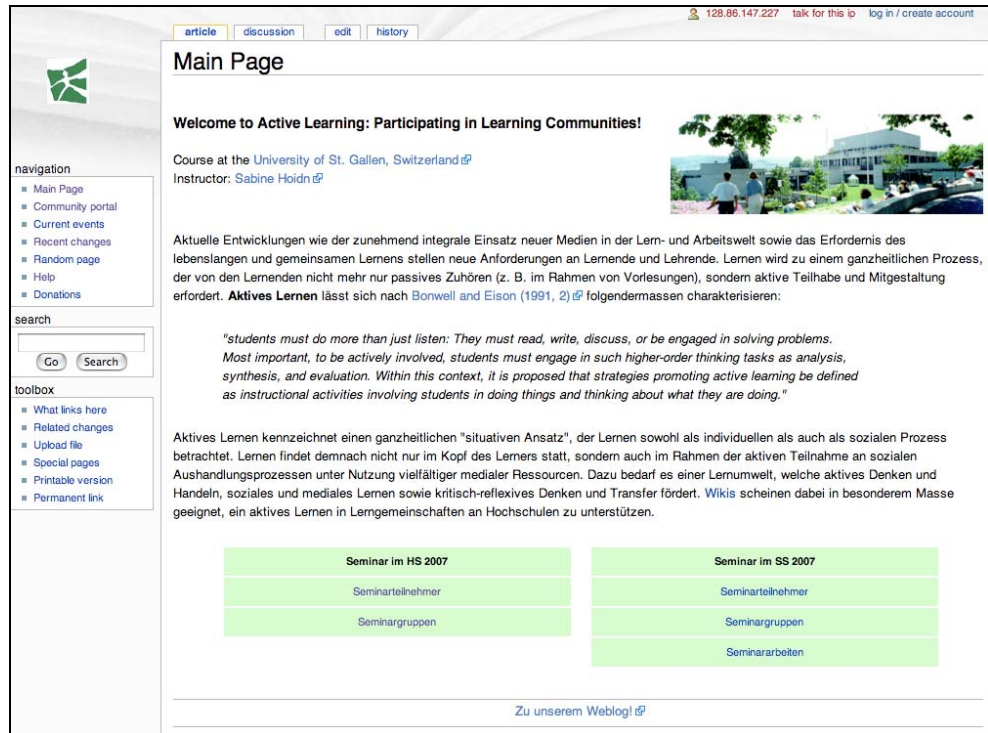 128.86.147.227 talk for this ip log in / create account
article discussion edit history
Main Page
Welcome to Active Learning: Participating in Learning Communities!
Course at the University of St. Gallen, Switzerland
Instructor: Sabine Hoidn
navigation
Main Page
Community portal
Current events
Recent changes
Random page
Help
Donations
search
Go Search
toolbox
What links here
Related changes
Upload file
Special pages
Printable version
Permanent link
Aktuelle Entwicklungen wie der zunehmend integrale Einsatz neuer Medien in der Lern- und Arbeitswelt sowie das Erfordernis des
lebenslangen und gemeinsamen Lernens stellen neue Anforderungen an Lernende und Lehrende. Lernen wird zu einem ganzheitlichen Prozess,
der von den Lernenden nicht mehr nur passives Zuhören (z. B. im Rahmen von Vorlesungen), sondern aktive Teilhabe und Mitgestaltung
erfordert. Aktives Lernen lässt sich nach Bonwell and Eison (1991, 2) folgendermassen charakterisieren:
"students must do more than just listen: They must read, write, discuss, or be engaged in solving problems.
Most important, to be actively involved, students must engage in such higher-order thinking tasks as analysis,
synthesis, and evaluation. Within this context, it is proposed that strategies promoting active learning be defined
as instructional activities involving students in doing things and thinking about what they are doing."
Aktives Lernen kennzeichnet einen ganzheitlichen "situativen Ansatz", der Lernen sowohl als individuellen als auch als sozialen Prozess
betrachtet. Lernen findet demnach nicht nur im Kopf des Lerners statt, sondern auch im Rahmen der aktiven Teilnahme an sozialen
Aushandlungsprozessen unter Nutzung vielfältiger medialer Ressourcen. Dazu bedarf es einer Lernumwelt, welche aktives Denken und
Handeln, soziales und mediales Lernen sowie kritisch-reflexives Denken und Transfer fördert. Wikis scheinen dabei in besonderem Masse
geeignet, ein aktives Lernen in Lerngemeinschaften an Hochschulen zu unterstützen.
Seminar im HS 2007
Seminarteilnehmer
Seminargruppen
Seminar im SS 2007
Seminarteilnehmer
Seminargruppen
Seminararbeiten
Zu unserem Weblog!